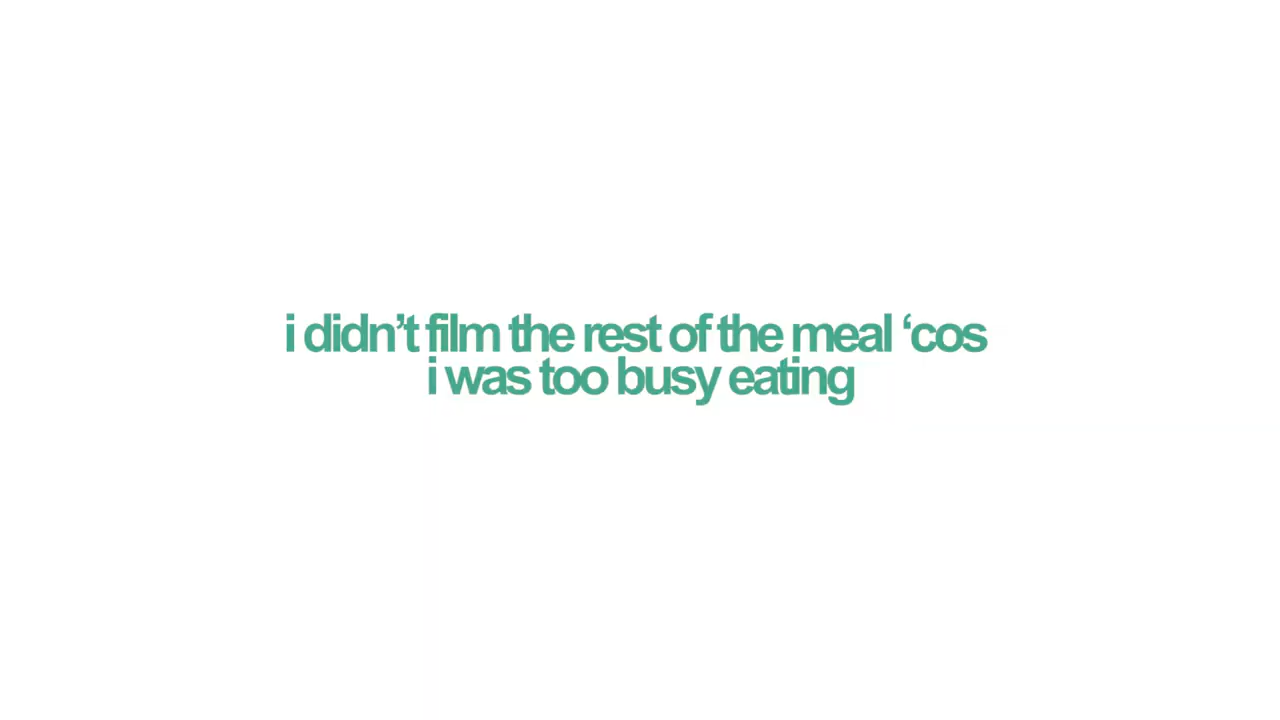 i didn’t film the rest of the meal ‘cos
i was too busy eating